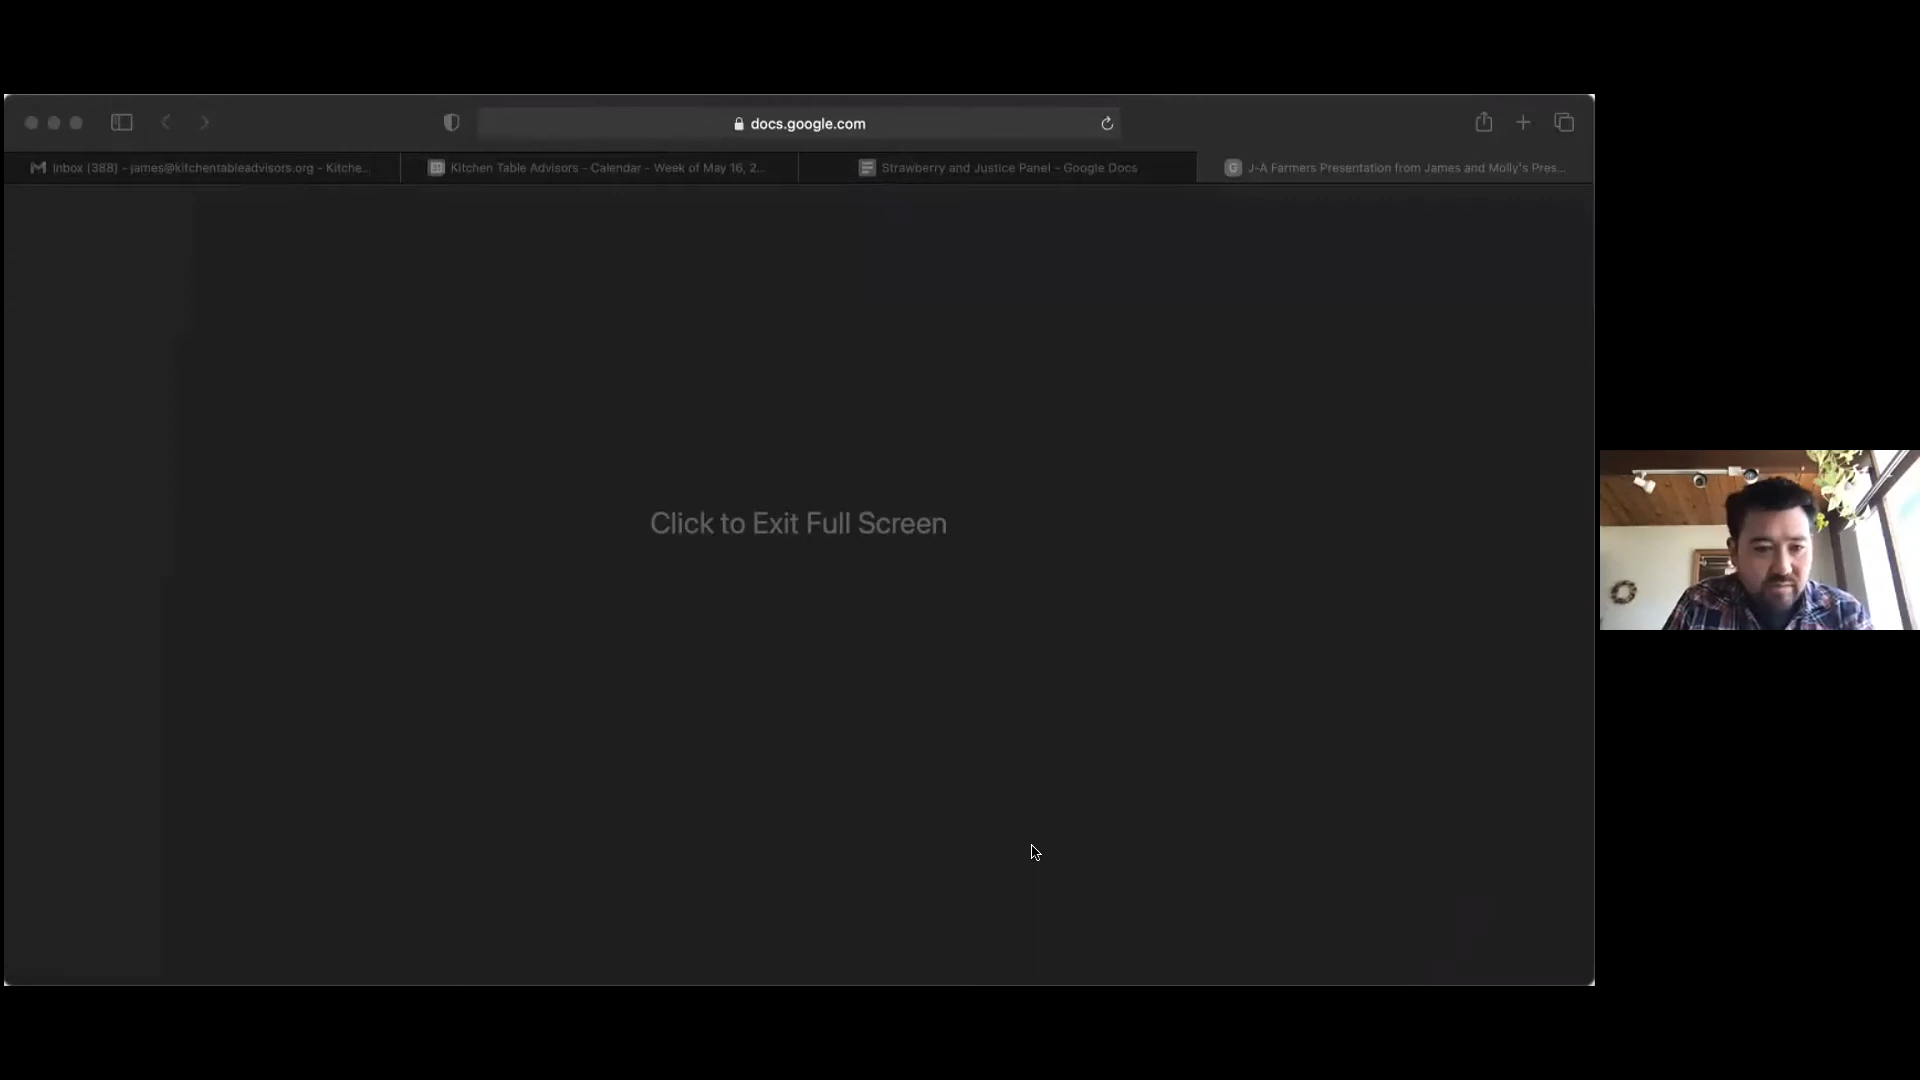 docs.google.com
Inbox (388) – james@kitchentableadvisors.org – Kitche...
Kitchen Table Advisors – Calendar – Week of May 16, 2...
Strawberry and Justice Panel – Google Docs
G
J-A Farmers Presentation from James and Molly's Pres...
Click to Exit Full Screen